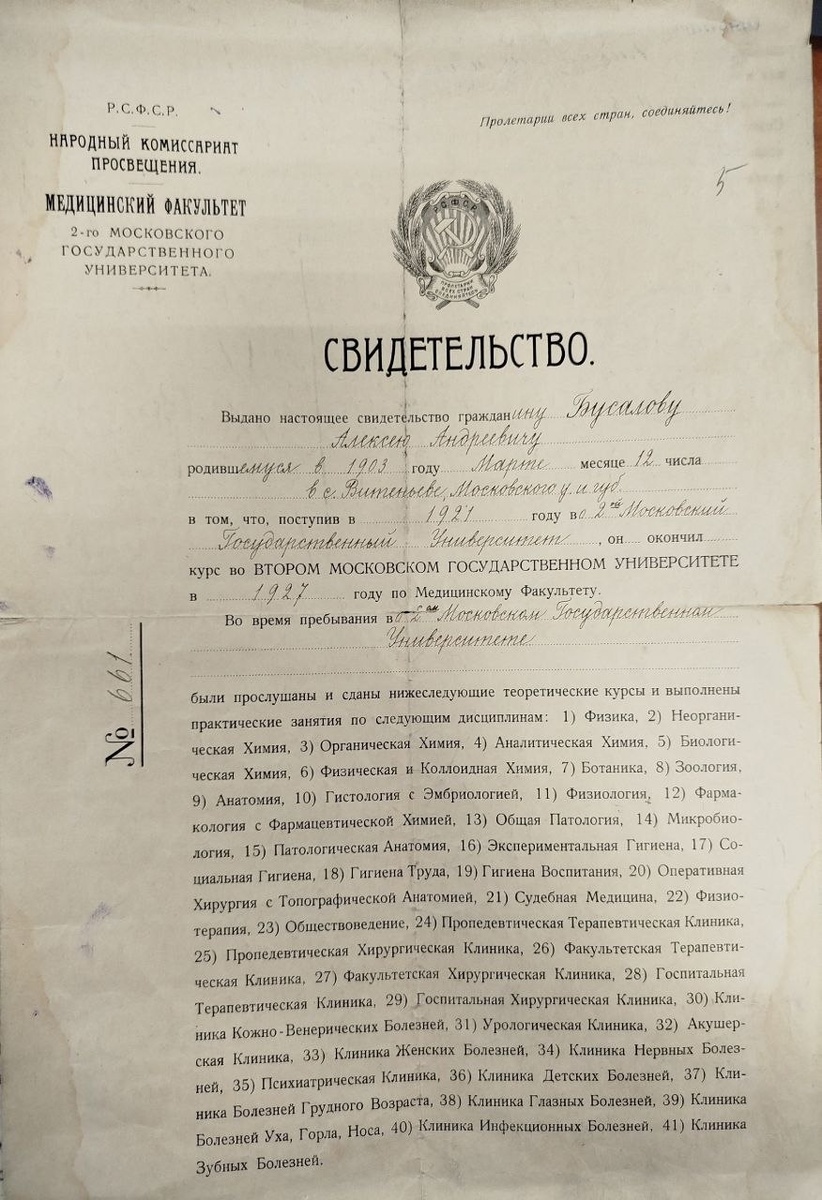 Р.С.Ф.С.Р.
НАРОДНЫЙ КОМИССАРИАТ
ПРОСВЕЩЕНИЯ.
МЕДИЦИНСКИЙ ФАКУЛЬТЕТ
2-го МОСКОВСКОГО
ГОСУДАРСТВЕННОГО
УНИВЕРСИТЕТА.
Пролетарии всех стран, соединяйтесь!
5
Р.С.Ф.С.Р.
ПРОЛЕТАРИИ
ВСЕХ СТРАН
СОЕДИНЯЙТЕСЬ
СВИДЕТЕЛЬСТВО.
Выдано настоящее свидетельство гражданину Бусалову
Алексею Андреевичу
родившемуся в 1903 году Марте месяце 12 числа
в с. Витеньеве, Московского у. и губ.
в том, что, поступив в 1921 году во 2ой Московский
Государственный Университет, он окончил
курс во ВТОРОМ МОСКОВСКОМ ГОСУДАРСТВЕННОМ УНИВЕРСИТЕТЕ
в 1927 году по Медицинскому Факультету.
Во время пребывания во 2ом Московском Государственном
Университете
№ 661
были прослушаны и сданы нижеследующие теоретические курсы и выполнены
практические занятия по следующим дисциплинам: 1) Физика, 2) Неоргани-
ческая Химия, 3) Органическая Химия, 4) Аналитическая Химия, 5) Биологи-
ческая Химия, 6) Физическая и Коллоидная Химия, 7) Ботаника, 8) Зоология,
9) Анатомия, 10) Гистология с Эмбриологией, 11) Физиология, 12) Фарма-
кология с Фармацевтической Химией, 13) Общая Патология, 14) Микробио-
логия, 15) Патологическая Анатомия, 16) Экспериментальная Гигиена, 17) Со-
циальная Гигиена, 18) Гигиена Труда, 19) Гигиена Воспитания, 20) Оперативная
Хирургия с Топографической Анатомией, 21) Судебная Медицина, 22) Физио-
терапия, 23) Обществоведение, 24) Пропедевтическая Терапевтическая Клиника,
25) Пропедевтическая Хирургическая Клиника, 26) Факультетская Терапевти-
ческая Клиника, 27) Факультетская Хирургическая Клиника, 28) Госпитальная
Терапевтическая Клиника, 29) Госпитальная Хирургическая Клиника, 30) Кли-
ника Кожно-Венерических Болезней, 31) Урологическая Клиника, 32) Акушер-
ская Клиника, 33) Клиника Женских Болезней, 34) Клиника Нервных Болез-
ней, 35) Психиатрическая Клиника, 36) Клиника Детских Болезней, 37) Кли-
ника Болезней Грудного Возраста, 38) Клиника Глазных Болезней, 39) Клиника
Болезней Уха, Горла, Носа, 40) Клиника Инфекционных Болезней, 41) Клиника
Зубных Болезней.